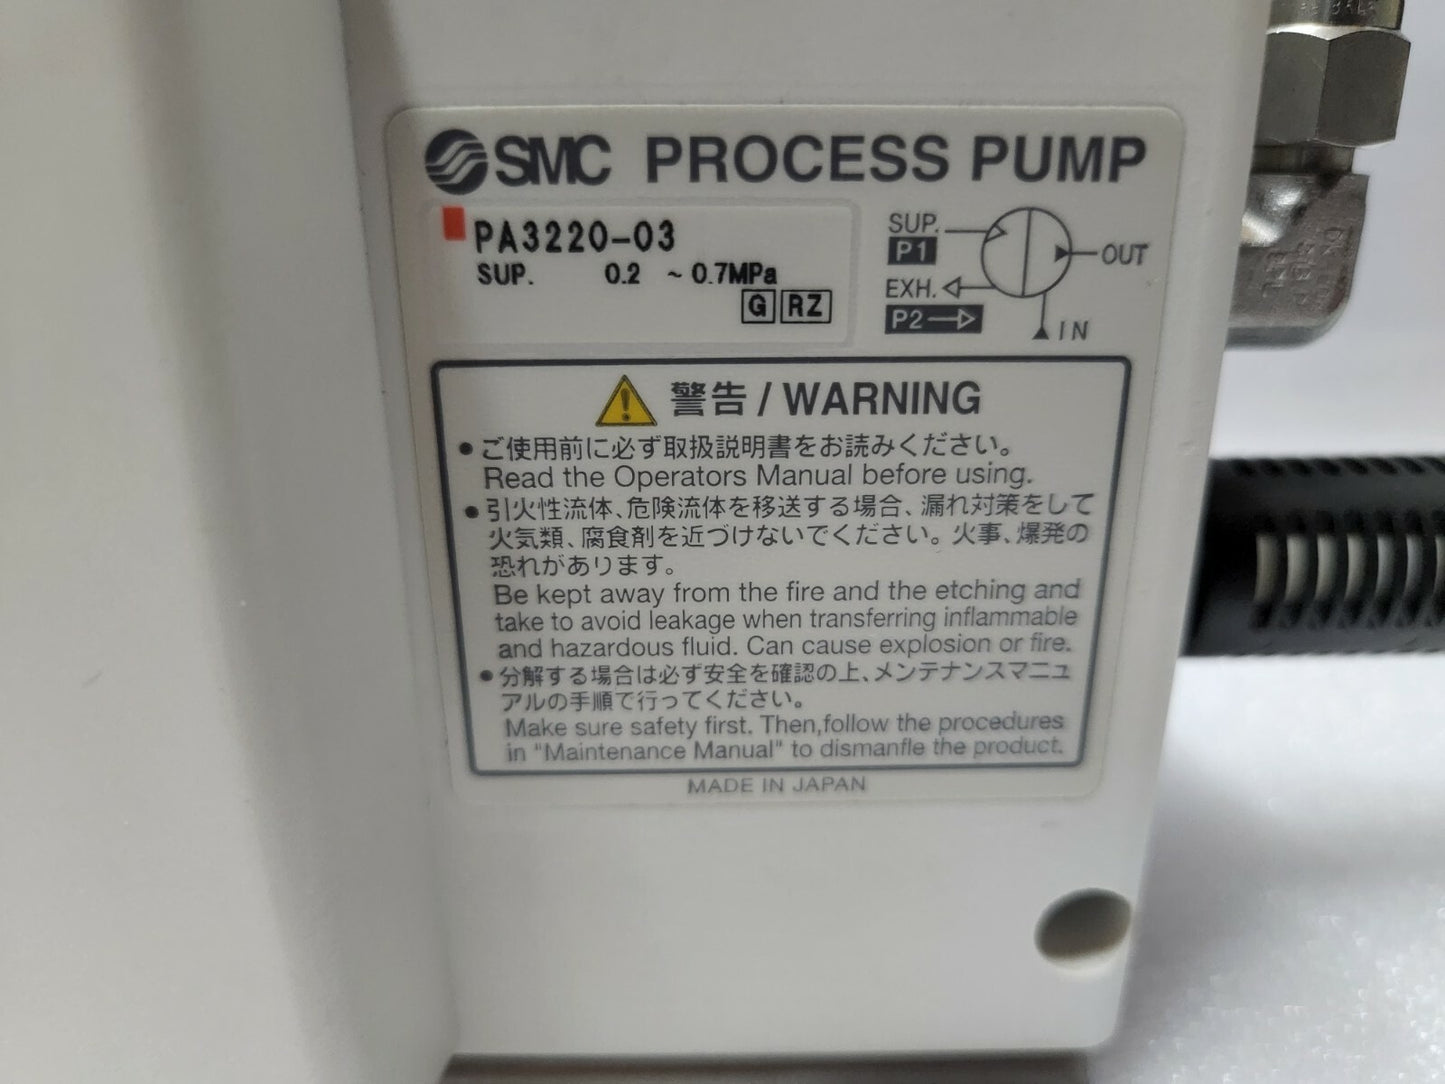 SMC PROCESS PUMP
PA3220-03
SUP. 0.2 ~ 0.7MPa
G RZ
SUP.
P1
OUT
EXH.
P2
IN
警告 / WARNING
●ご使用前に必ず取扱説明書をお読みください。
Read the Operators Manual before using.
●引火性流体、危険流体を移送する場合、漏れ対策をして
火気類、腐食剤を近づけないでください。火事、爆発の
恐れがあります。
Be kept away from the fire and the etching and
take to avoid leakage when transferring inflammable
and hazardous fluid. Can cause explosion or fire.
●分解する場合は必ず安全を確認の上、メンテナンスマニュ
アルの手順で行ってください。
Make sure safety first. Then,follow the procedures
in "Maintenance Manual" to dismanfle the product.
MADE IN JAPAN